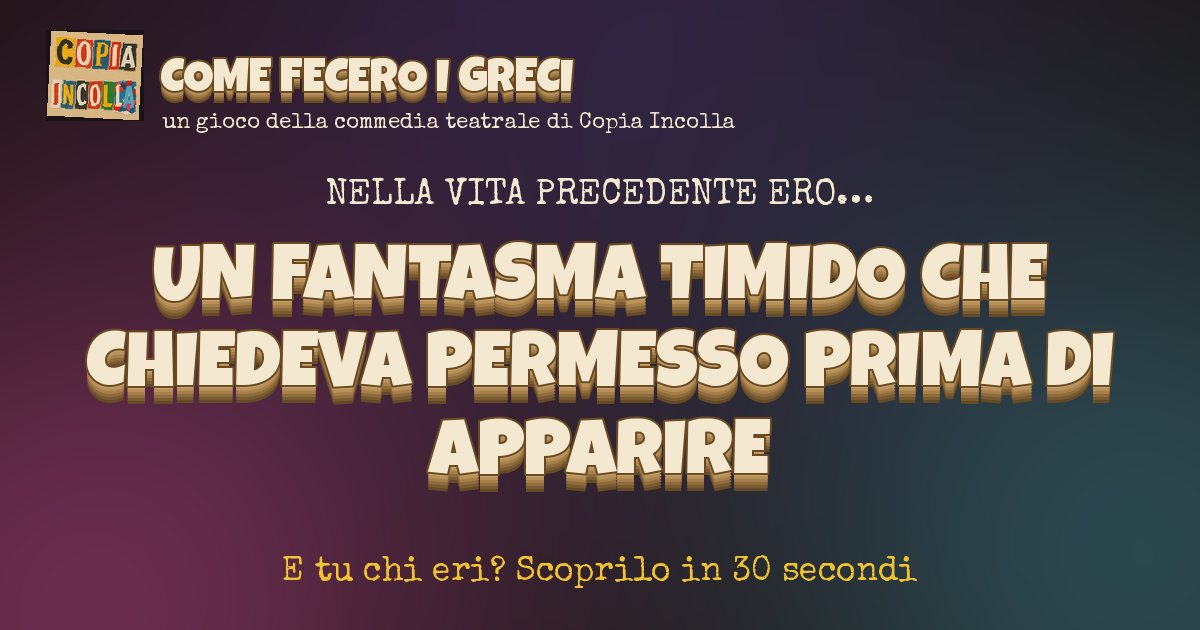 COPIA
INCOLLA
COME FECERO I GRECI
un gioco della commedia teatrale di Copia Incolla
NELLA VITA PRECEDENTE ERO...
UN FANTASMA TIMIDO CHE
CHIEDEVA PERMESSO PRIMA DI
APPARIRE
E tu chi eri? Scoprilo in 30 secondi